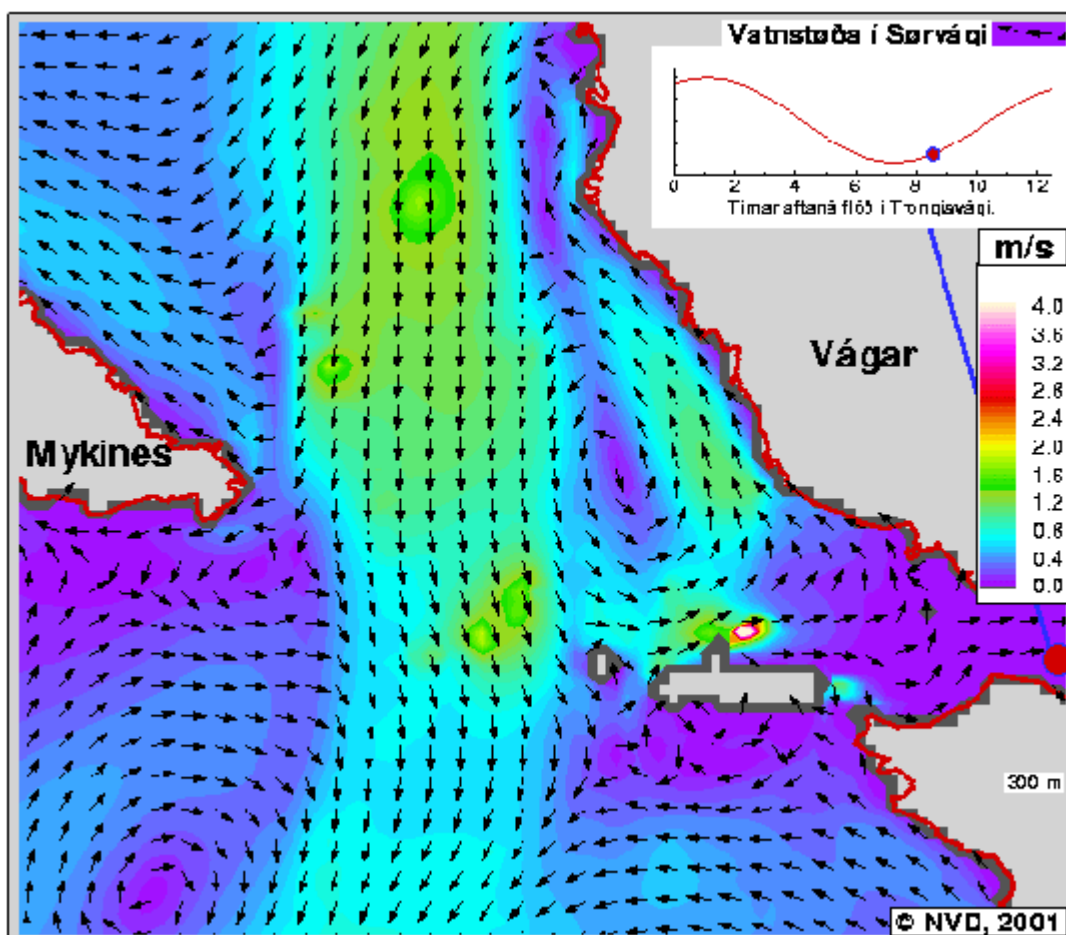 Vatnstøða í Sørvági
0 2 4 6 8 10 12
Tímar aftaná flóð í Trongisvági.
m/s
4.0
3.6
3.2
2.8
2.4
2.0
1.6
1.2
0.8
0.4
0.0
Vágar
Mykines
300 m
© NVD, 2001